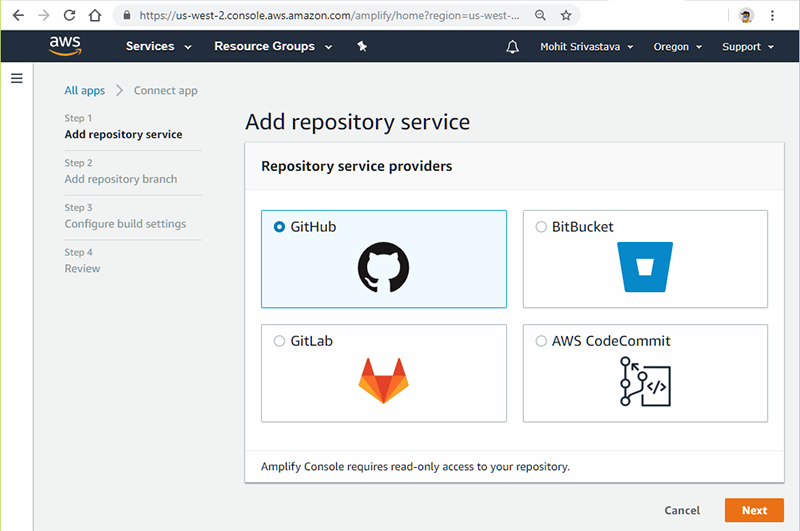 https://us-west-2.console.aws.amazon.com/amplify/home?region=us-west-...
aws Services Resource Groups Mohit Srivastava Oregon Support
All apps Connect app
Step 1
Add repository service
Step 2
Add repository branch
Step 3
Configure build settings
Step 4
Review
Add repository service
Repository service providers
GitHub
BitBucket
GitLab
AWS CodeCommit
Amplify Console requires read-only access to your repository.
Cancel Next